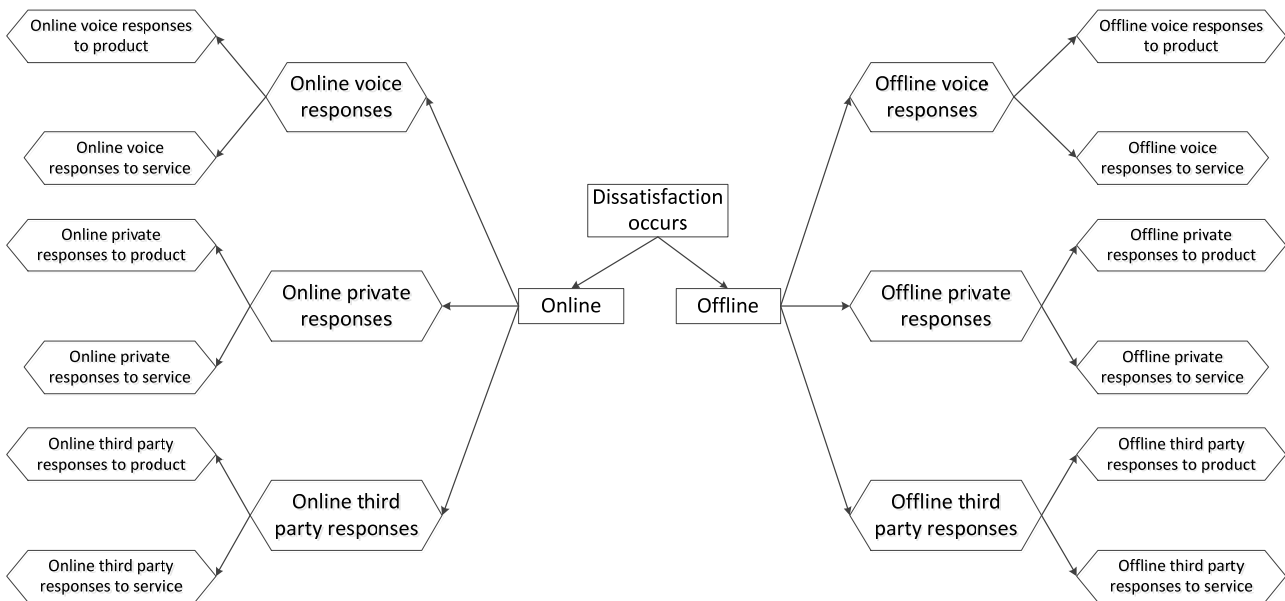 Online voice responses
to product
Online voice
responses to service
Online voice
responses
Online private
responses to product
Online private
responses to service
Online private
responses
Online third party
responses to product
Online third party
responses to service
Online third
party responses
Dissatisfaction
occurs
Online
Offline
Offline voice
responses
Offline voice responses
to product
Offline voice
responses to service
Offline private
responses
Offline private
responses to product
Offline private
responses to service
Offline third
party responses
Offline third party
responses to product
Offline third party
responses to service